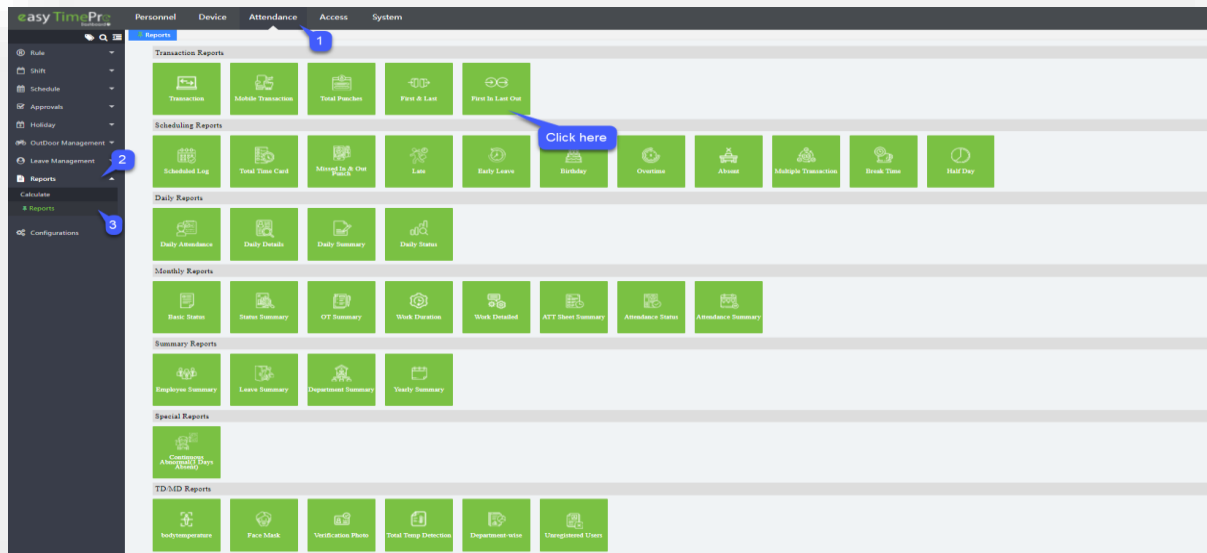 easy TimePro
Dashboard
Personnel Device Attendance Access System
1
Reports
Rule
Shift
Schedule
Approvals
Holiday
OutDoor Management
Leave Management
2
Reports
Calculate
Reports
3
Configurations
Transaction Reports
Transaction
Mobile Transaction
Total Punches
First & Last
First In Last Out
Click here
Scheduling Reports
Scheduled Log
Total Time Card
Missed In & Out
Punch
Late
Early Leave
Birthday
Overtime
Absent
Multiple Transaction
Break Time
Half Day
Daily Reports
Daily Attendance
Daily Details
Daily Summary
Daily Status
Monthly Reports
Basic Status
Status Summary
OT Summary
Work Duration
Work Detailed
ATT Sheet Summary
Attendance Status
Attendance Summary
Summary Reports
Employee Summary
Leave Summary
Department Summary
Yearly Summary
Special Reports
Continuous
Abnormal(3 Days
Absent)
TD/MD Reports
bodytemperature
Face Mask
Verification Photo
Total Temp Detection
Department-wise
Unregistered Users